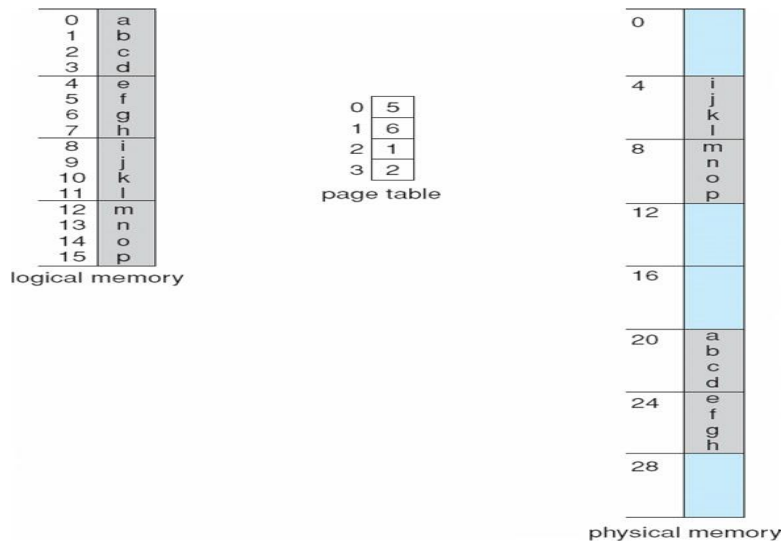 0 a
1 b
2 c
3 d
4 e
5 f
6 g
7 h
8 i
9 j
10 k
11 l
12 m
13 n
14 o
15 p
logical memory
0 5
1 6
2 1
3 2
page table
0
4 i
j
k
l
8 m
n
o
p
12
16
20 a
b
c
d
24 e
f
g
h
28
physical memory